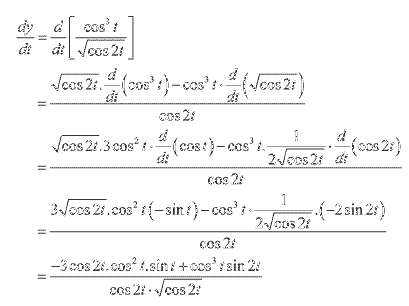 dy/dt = d/dt [ cos³ t / √cos 2t ]
= ( √cos 2t . d/dt (cos³ t) − cos³ t · d/dt (√cos 2t) ) / cos 2t
= ( √cos 2t . 3 cos² t · d/dt (cos t) − cos³ t . 1/(2√cos 2t) · d/dt (cos 2t) ) / cos 2t
= ( 3√cos 2t . cos² t (−sin t) − cos³ t · 1/(2√cos 2t) . (−2 sin 2t) ) / cos 2t
= ( −3 cos 2t . cos² t . sin t + cos³ t sin 2t ) / ( cos 2t · √cos 2t )